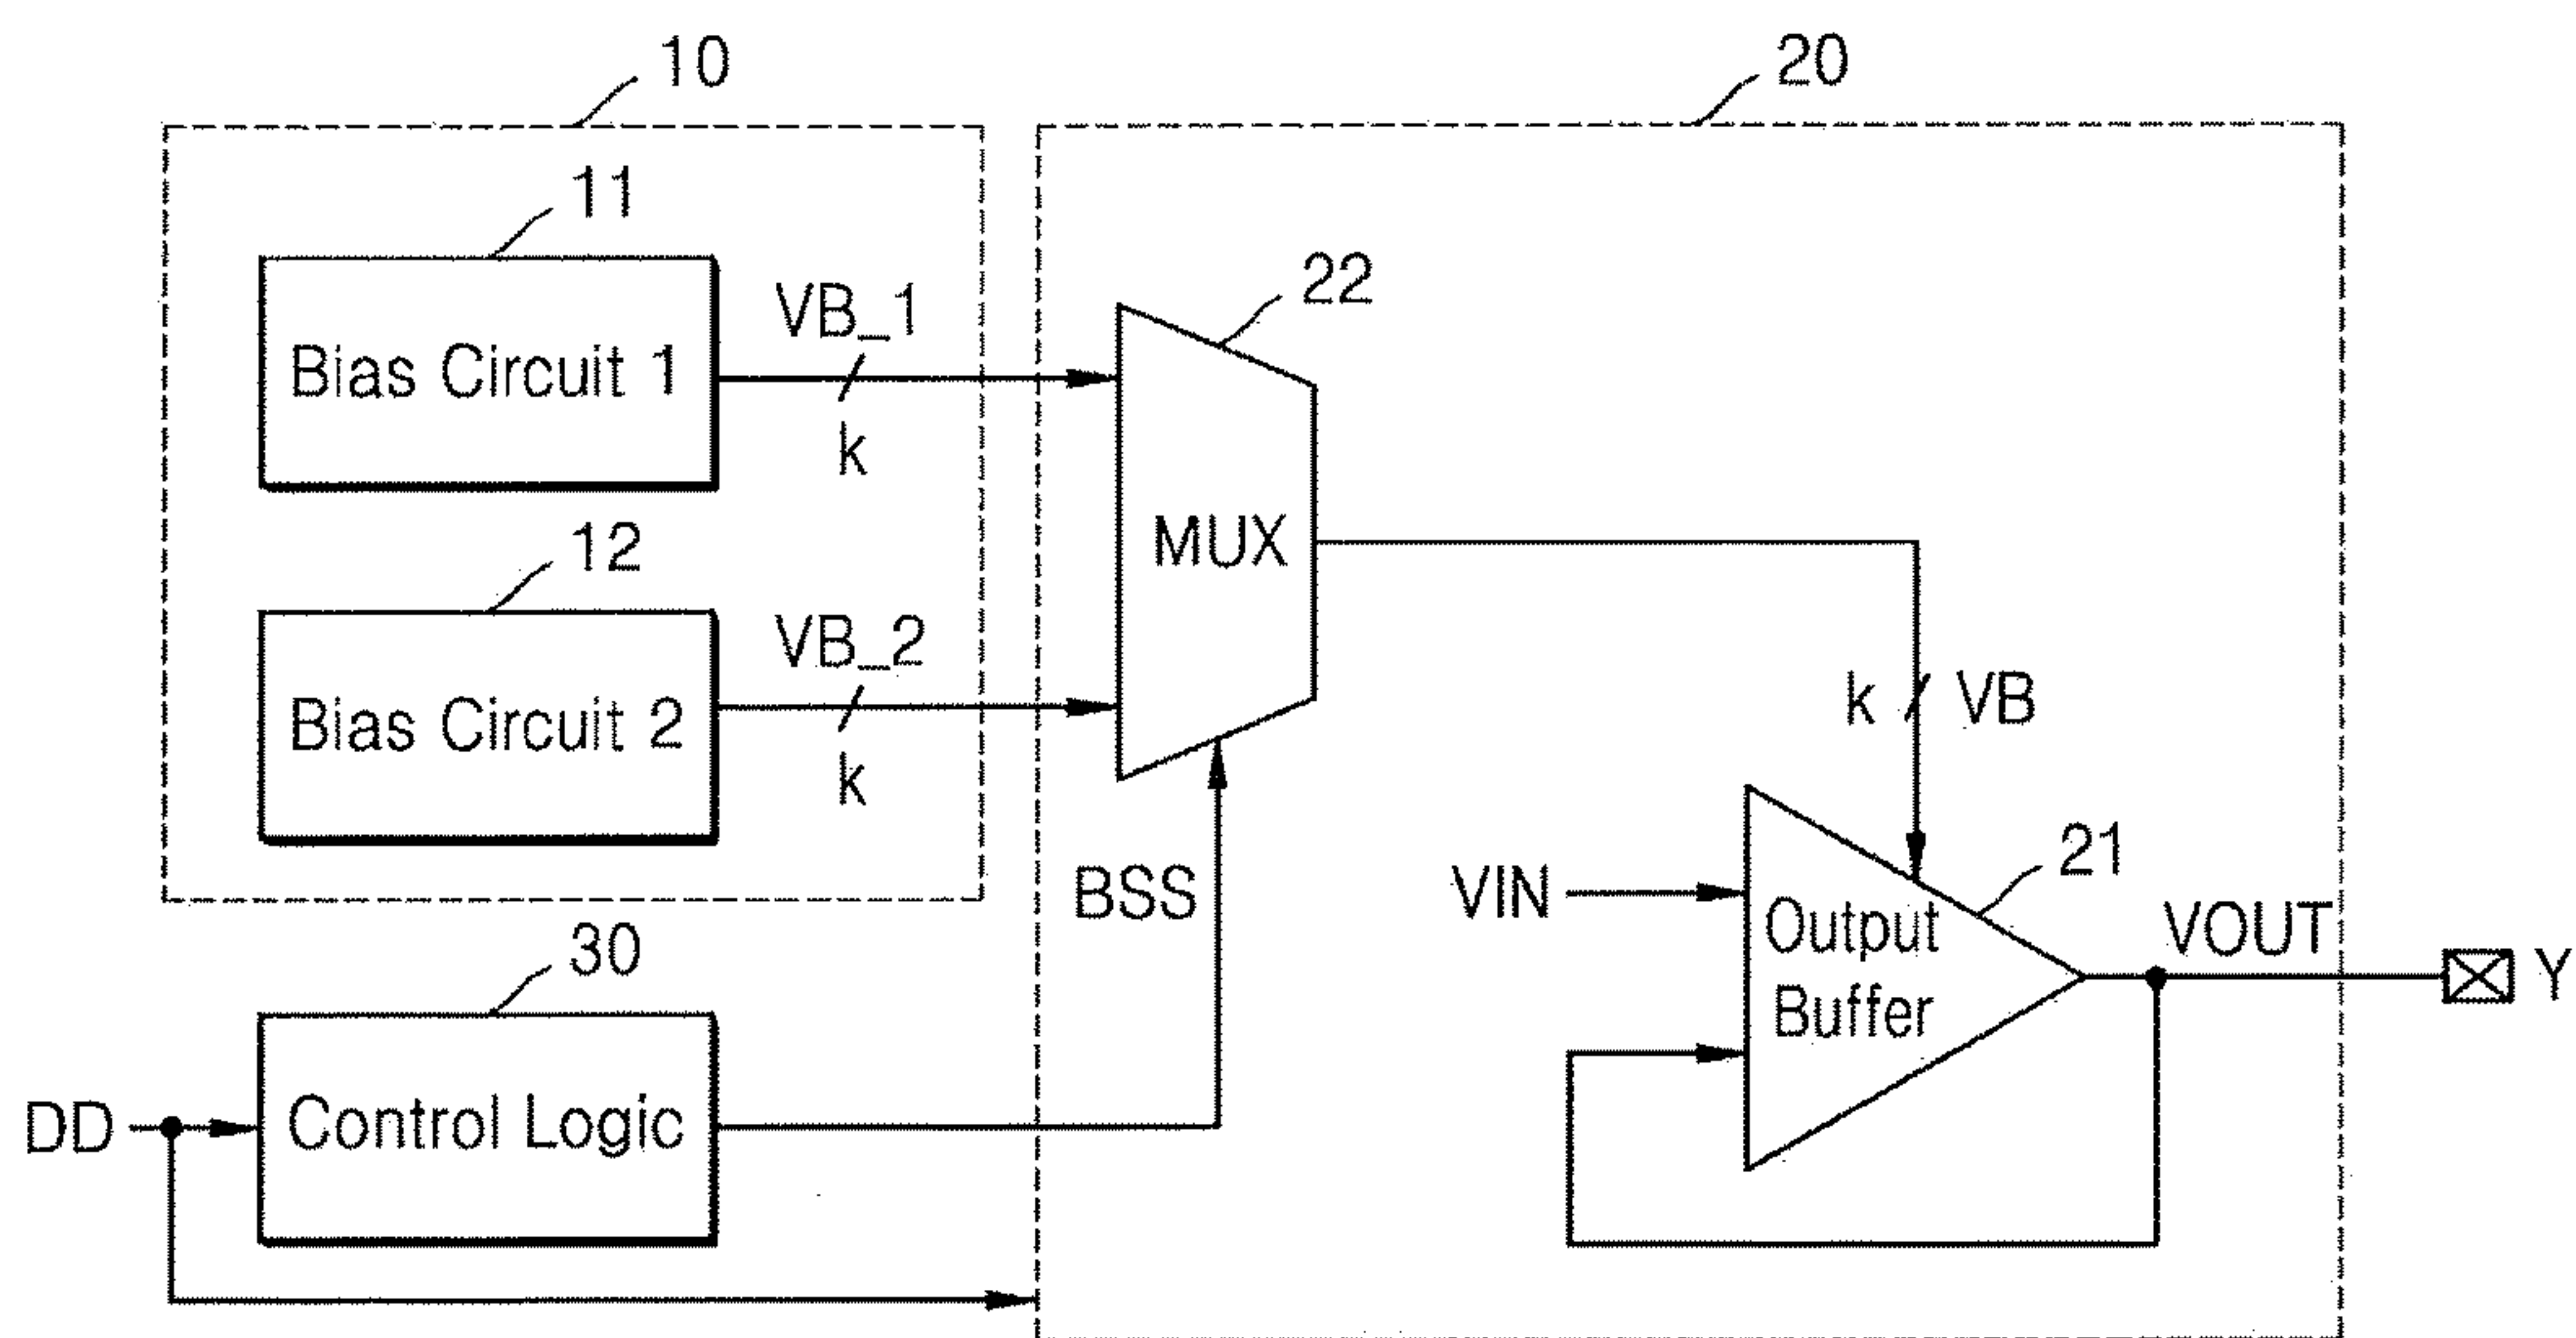 10
20
11
Bias Circuit 1
VB_1
k
22
MUX
12
Bias Circuit 2
VB_2
k
k
VB
BSS
VIN
Output
Buffer
21
VOUT
Y
30
DD
Control Logic